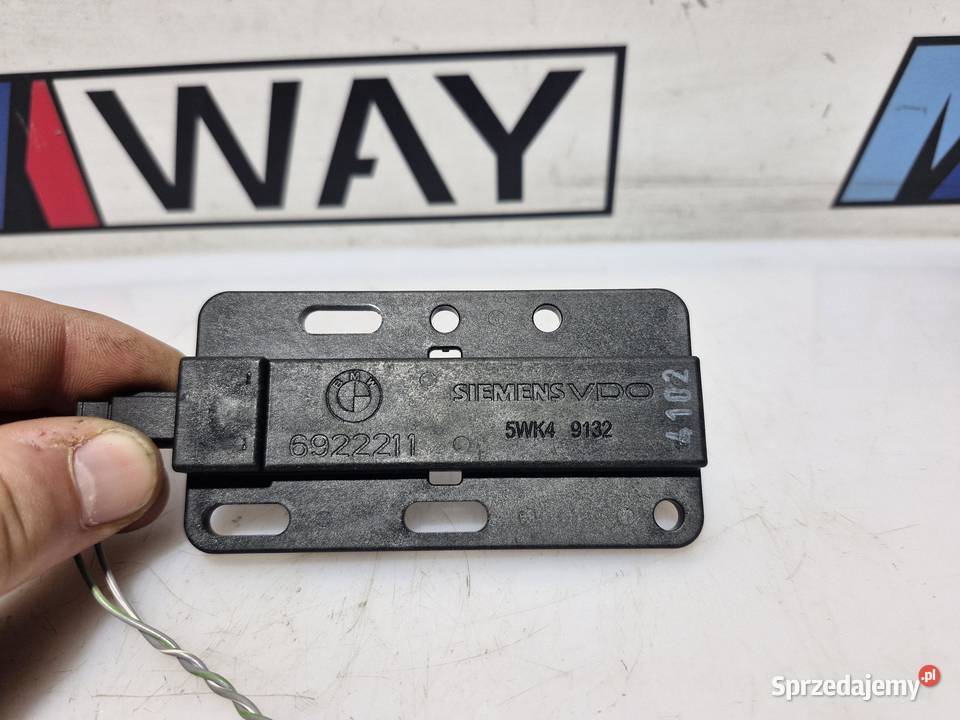 WAY
BMW
SIEMENS VDO
6922211
5WK4 9132
4102
Sprzedajemy.pl